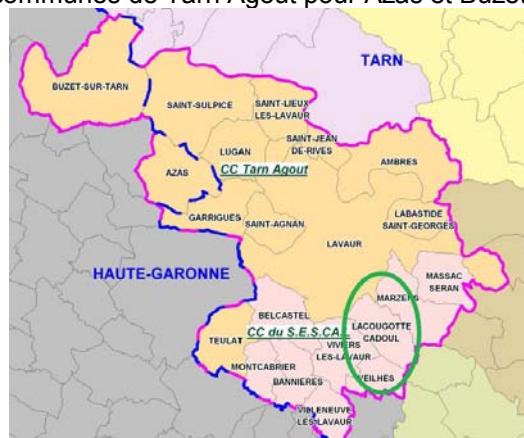 communes de Tarn Agout pour Azas et Buzet
TARN
BUZET-SUR-TARN
SAINT-SULPICE
SAINT-LIEUX
LES-LAVAUR
SAINT-JEAN
DE-RIVES
LUGAN
AMBRES
AZAS
CC Tarn Agout
GARRIGUES
SAINT-AGNAN
LABASTIDE
SAINT-GEORGES
LAVAUR
HAUTE-GARONNE
MASSAC
SERAN
MARZENS
BELCASTEL
CC du S.E.S.CAL
LACOUGOTTE
CADOUL
TEULAT
VIVIERS
LES-LAVAUR
MONTCABRIER
VEILHES
BANNIERES
VILLENEUVE
LES-LAVAUR